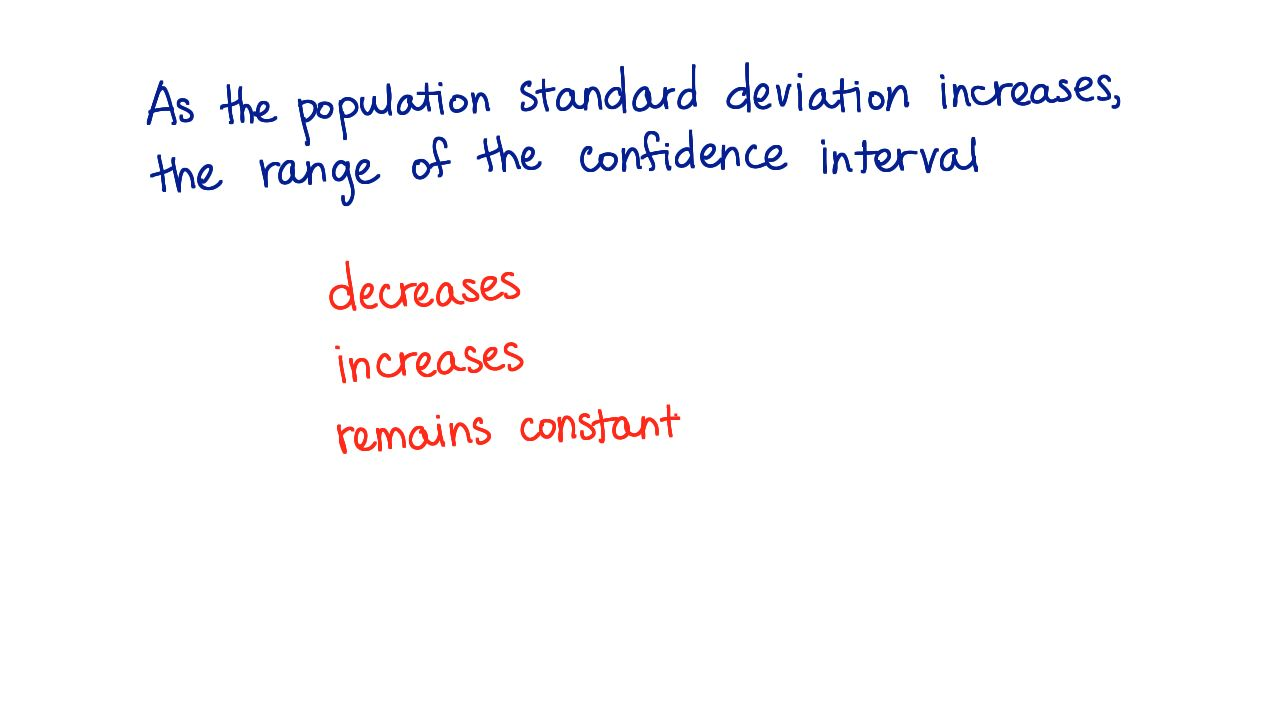 As the population standard deviation increases,
the range of the confidence interval
decreases
increases
remains constant